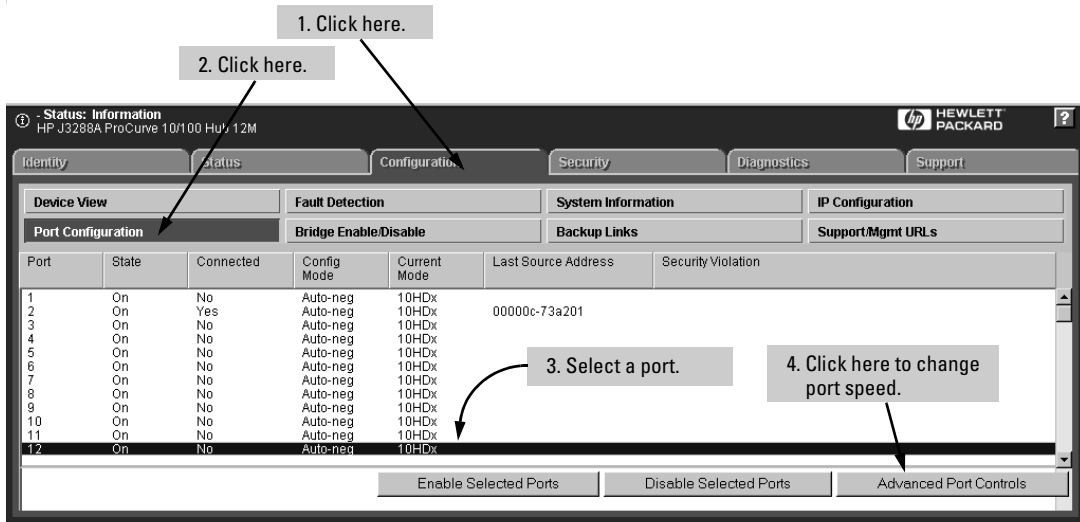 1. Click here.
2. Click here.
- Status: Information
HP J3288A ProCurve 10/100 Hub 12M
hp HEWLETT PACKARD
?
Identity Status Configuration Security Diagnostics Support
Device View Fault Detection System Information IP Configuration
Port Configuration Bridge Enable/Disable Backup Links Support/Mgmt URLs
Port State Connected Config Mode Current Mode Last Source Address Security Violation
1 On No Auto-neg 10HDx
2 On Yes Auto-neg 10HDx 00000c-73a201
3 On No Auto-neg 10HDx
4 On No Auto-neg 10HDx
5 On No Auto-neg 10HDx
6 On No Auto-neg 10HDx
7 On No Auto-neg 10HDx
8 On No Auto-neg 10HDx
9 On No Auto-neg 10HDx
10 On No Auto-neg 10HDx
11 On No Auto-neg 10HDx
12 On No Auto-neg 10HDx
3. Select a port.
4. Click here to change
port speed.
Enable Selected Ports Disable Selected Ports Advanced Port Controls